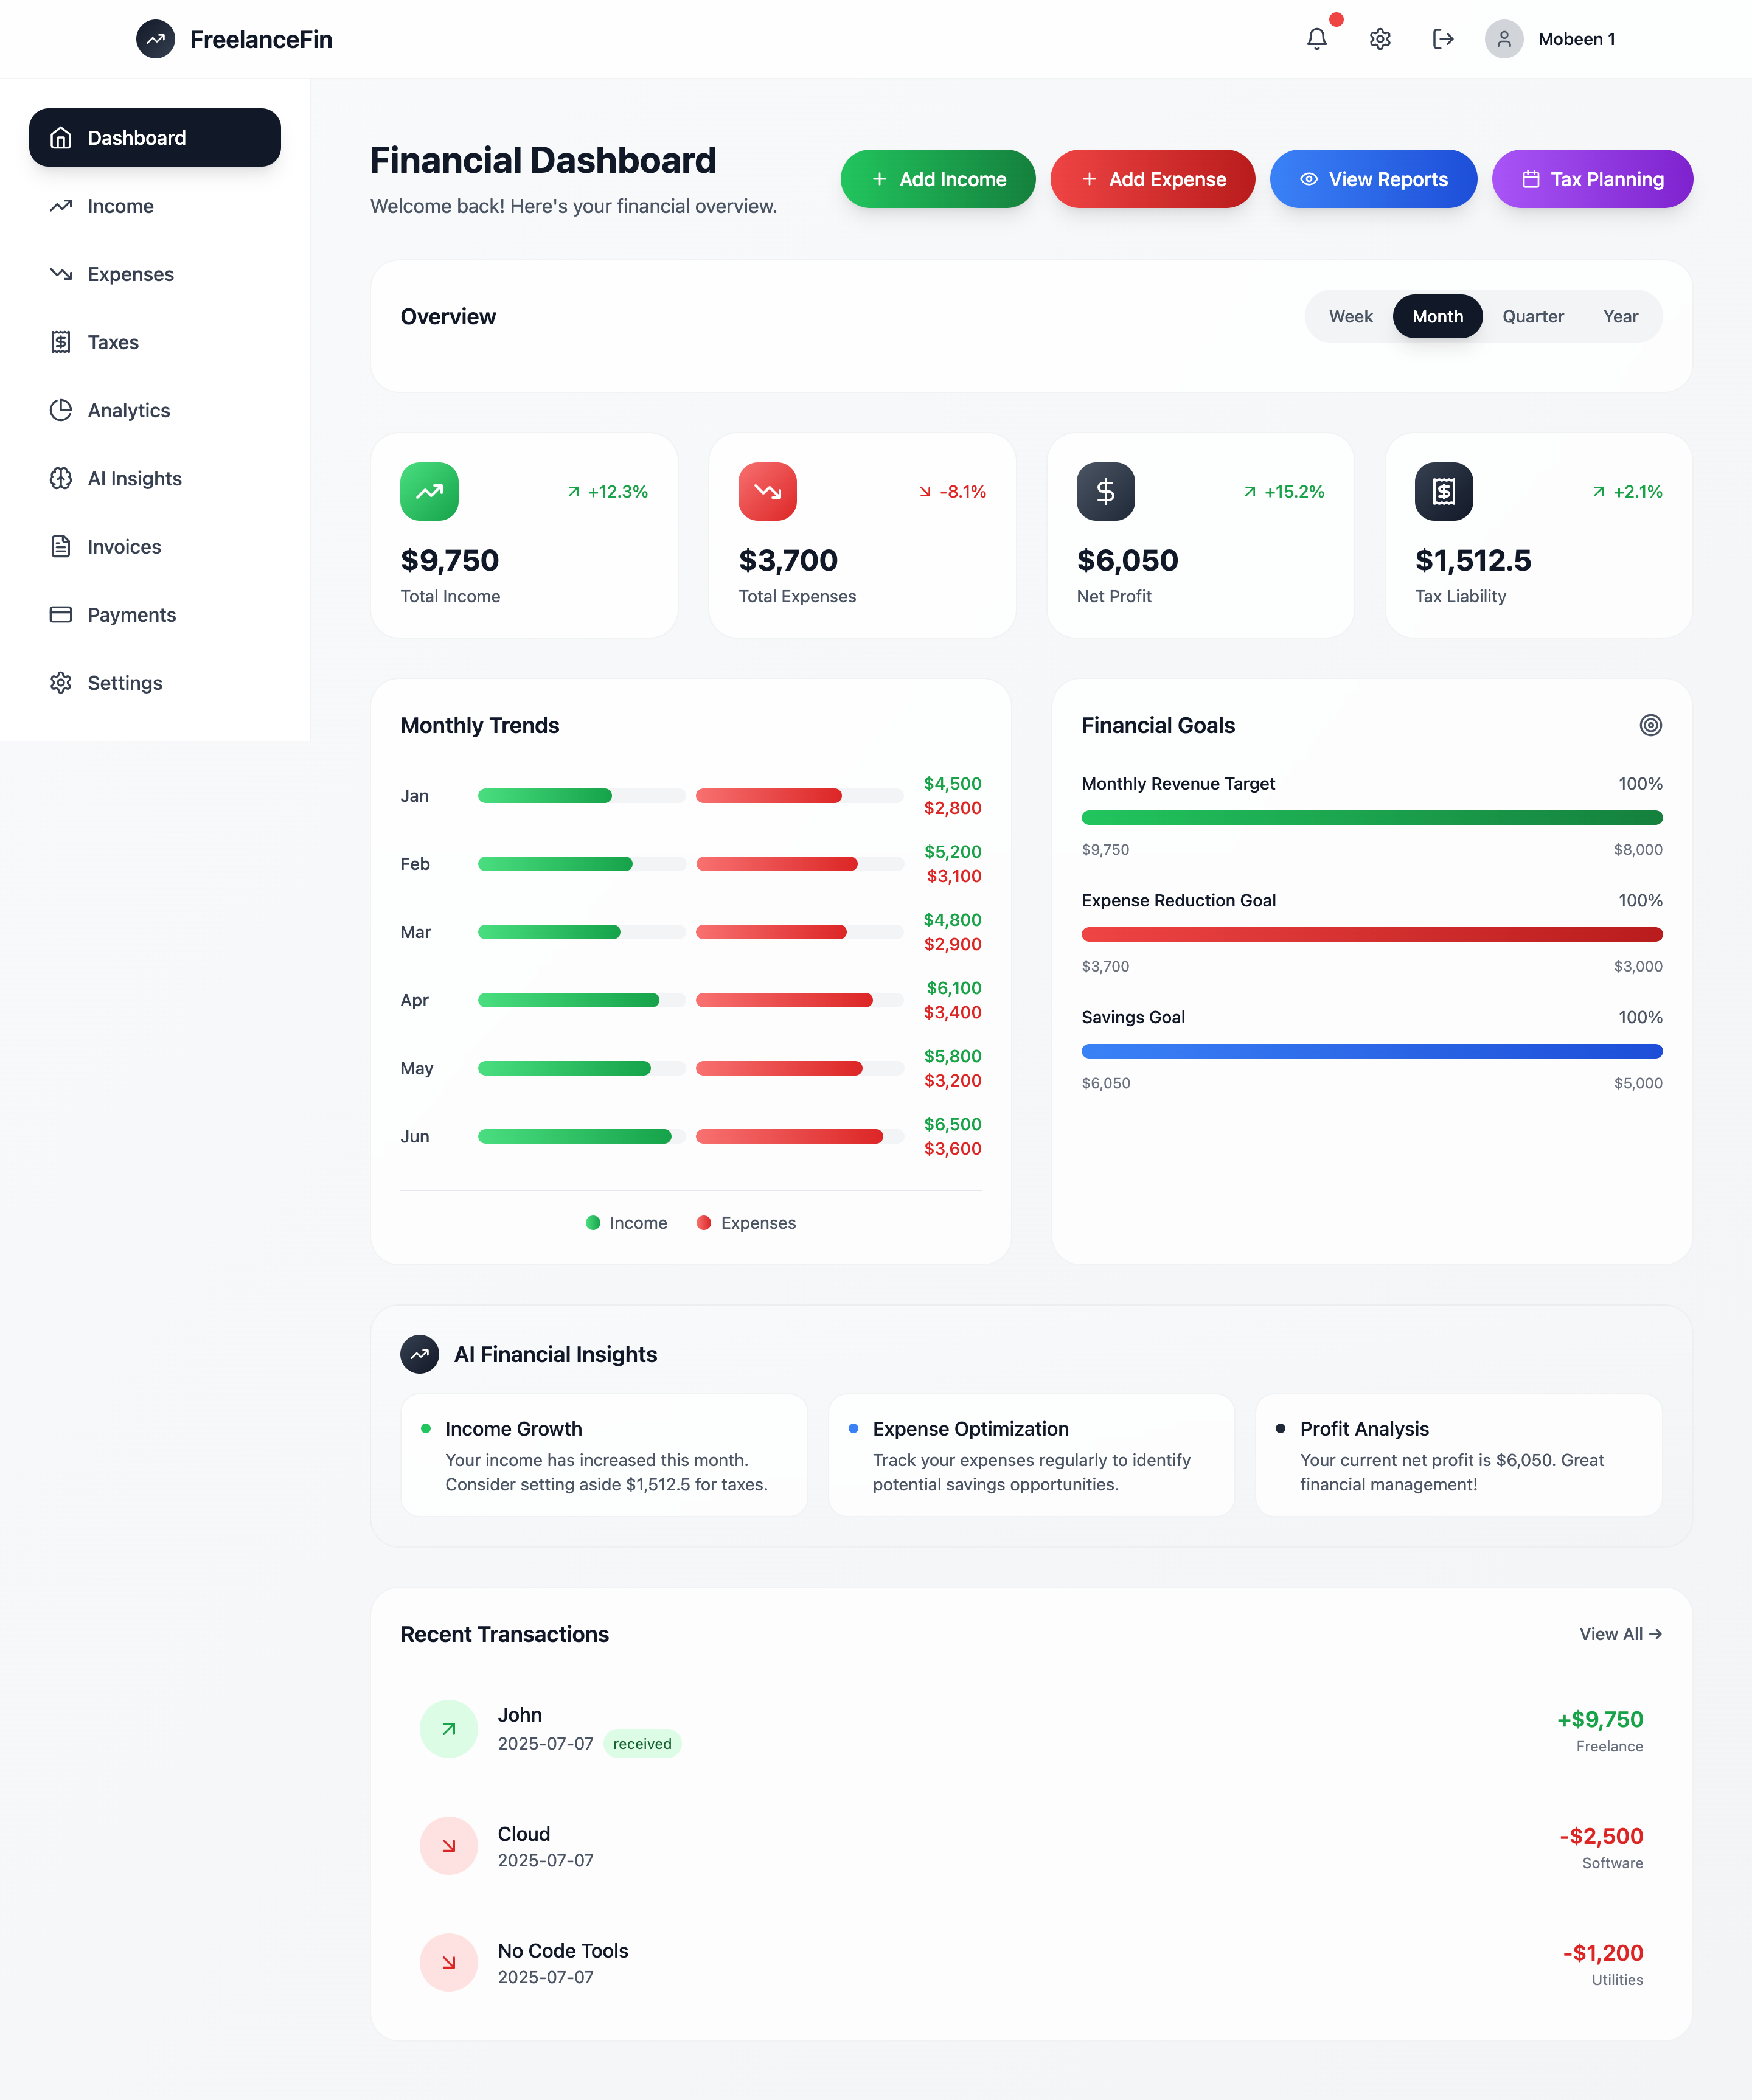 FreelanceFin
Mobeen 1
Dashboard
Income
Expenses
Taxes
Analytics
AI Insights
Invoices
Payments
Settings
Financial Dashboard
Welcome back! Here's your financial overview.
Add Income
Add Expense
View Reports
Tax Planning
Overview
Week
Month
Quarter
Year
+12.3%
$9,750
Total Income
-8.1%
$3,700
Total Expenses
+15.2%
$6,050
Net Profit
+2.1%
$1,512.5
Tax Liability
Monthly Trends
Jan
$4,500
$2,800
Feb
$5,200
$3,100
Mar
$4,800
$2,900
Apr
$6,100
$3,400
May
$5,800
$3,200
Jun
$6,500
$3,600
Income
Expenses
Financial Goals
Monthly Revenue Target
100%
$9,750
$8,000
Expense Reduction Goal
100%
$3,700
$3,000
Savings Goal
100%
$6,050
$5,000
AI Financial Insights
Income Growth
Your income has increased this month.
Consider setting aside $1,512.5 for taxes.
Expense Optimization
Track your expenses regularly to identify
potential savings opportunities.
Profit Analysis
Your current net profit is $6,050. Great
financial management!
Recent Transactions
View All →
John
2025-07-07 received
+$9,750
Freelance
Cloud
2025-07-07
-$2,500
Software
No Code Tools
2025-07-07
-$1,200
Utilities